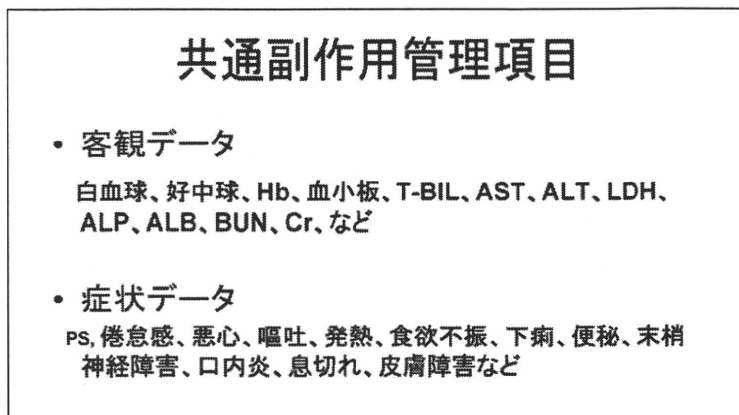 共通副作用管理項目
• 客観データ
白血球、好中球、Hb、血小板、T-BIL、AST、ALT、LDH、
ALP、ALB、BUN、Cr、など
• 症状データ
PS, 倦怠感、悪心、嘔吐、発熱、食欲不振、下痢、便秘、末梢
神経障害、口内炎、息切れ、皮膚障害など